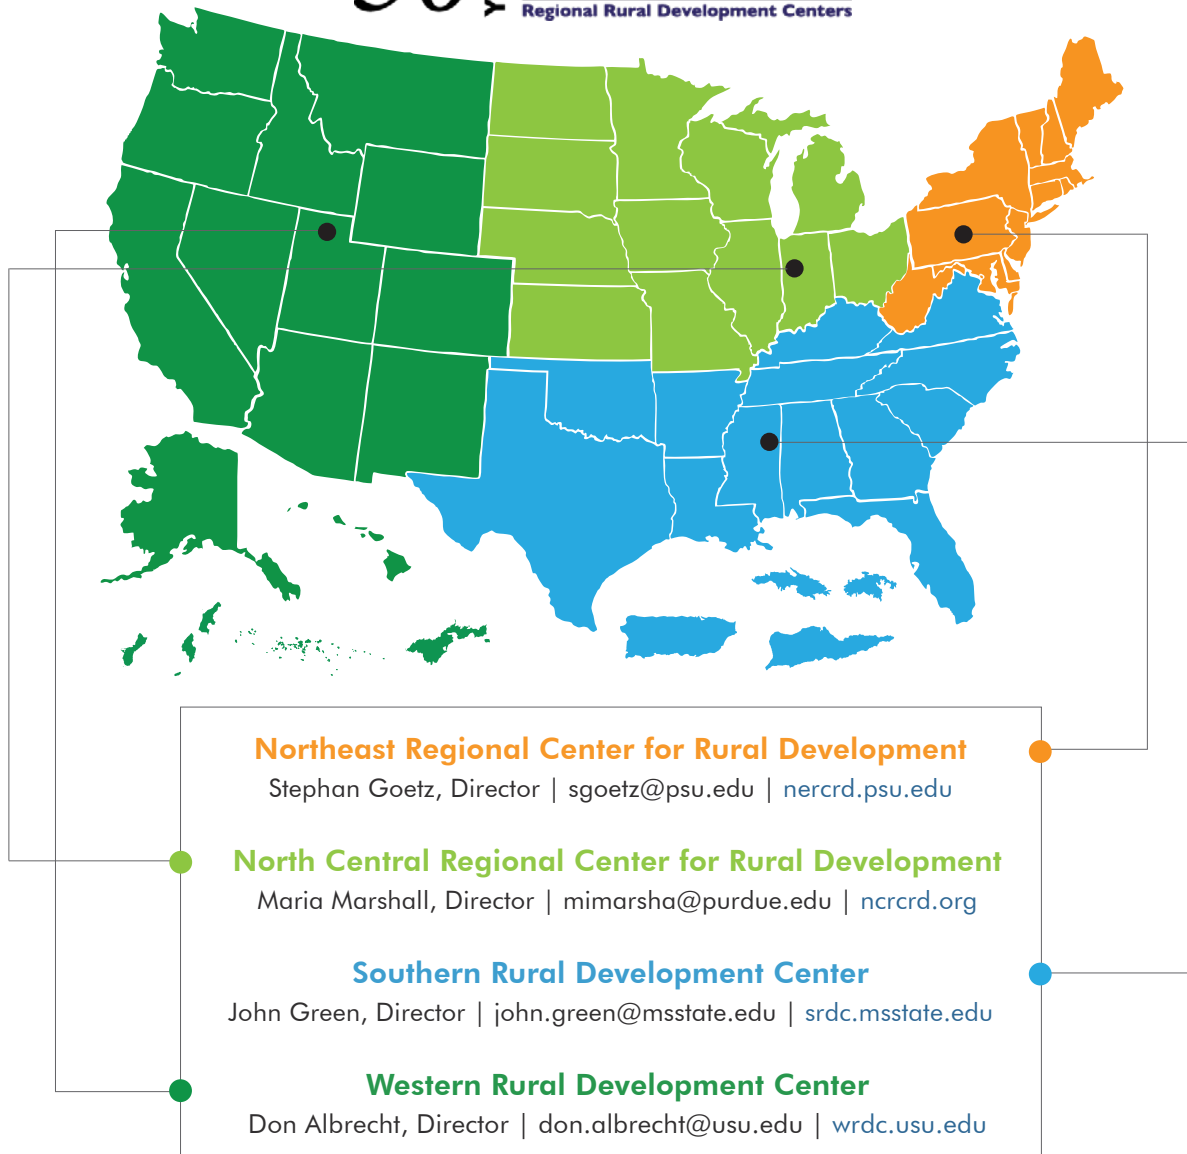 Regional Rural Development Centers
Northeast Regional Center for Rural Development
Stephan Goetz, Director | sgoetz@psu.edu | nercrd.psu.edu
North Central Regional Center for Rural Development
Maria Marshall, Director | mimarsha@purdue.edu | ncrcrd.org
Southern Rural Development Center
John Green, Director | john.green@msstate.edu | srdc.msstate.edu
Western Rural Development Center
Don Albrecht, Director | don.albrecht@usu.edu | wrdc.usu.edu